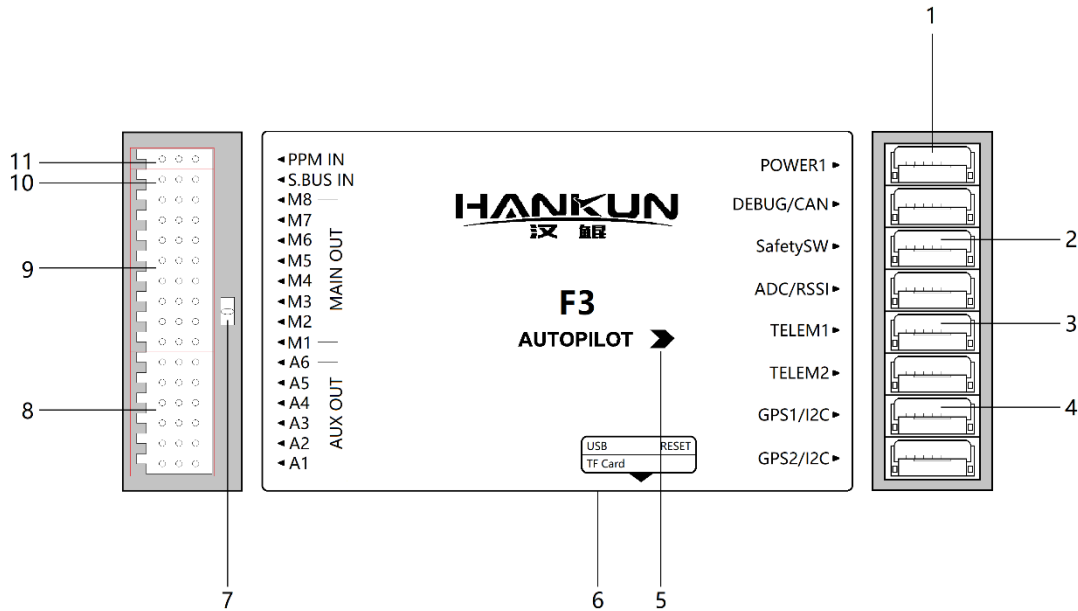 1
11
10
9
8
7
PPM IN
S.BUS IN
M8
M7
M6
M5
M4
M3
M2
M1
MAIN OUT
A6
A5
A4
A3
A2
A1
AUX OUT
HANKUN
汉鲲
F3
AUTOPILOT
USB RESET
TF Card
6
5
POWER1
DEBUG/CAN
SafetySW
ADC/RSSI
TELEM1
TELEM2
GPS1/I2C
GPS2/I2C
2
3
4